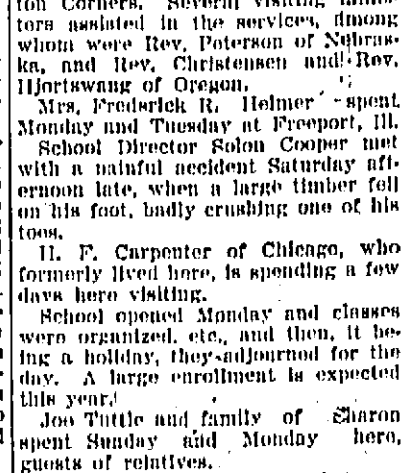 ton Corners. Several visiting minis-
tors assisted in the services, among
whom were Rev. Peterson of Nebras-
ka, and Rev. Christensen and Rev.
Hjortswang of Oregon.
Mrs. Frederick R. Helmer spent
Monday and Tuesday at Freeport, Ill.
School Director Solon Cooper met
with a painful accident Saturday aft-
ernoon late, when a large timber fell
on his foot, badly crushing one of his
toes.
H. F. Carpenter of Chicago, who
formerly lived here, is spending a few
days here visiting.
School opened Monday and classes
were organized, etc., and then, it be-
ing a holiday, they adjourned for the
day. A large enrollment is expected
this year.
Joe Tuttle and family of Sharon
spent Sunday and Monday here,
guests of relatives.